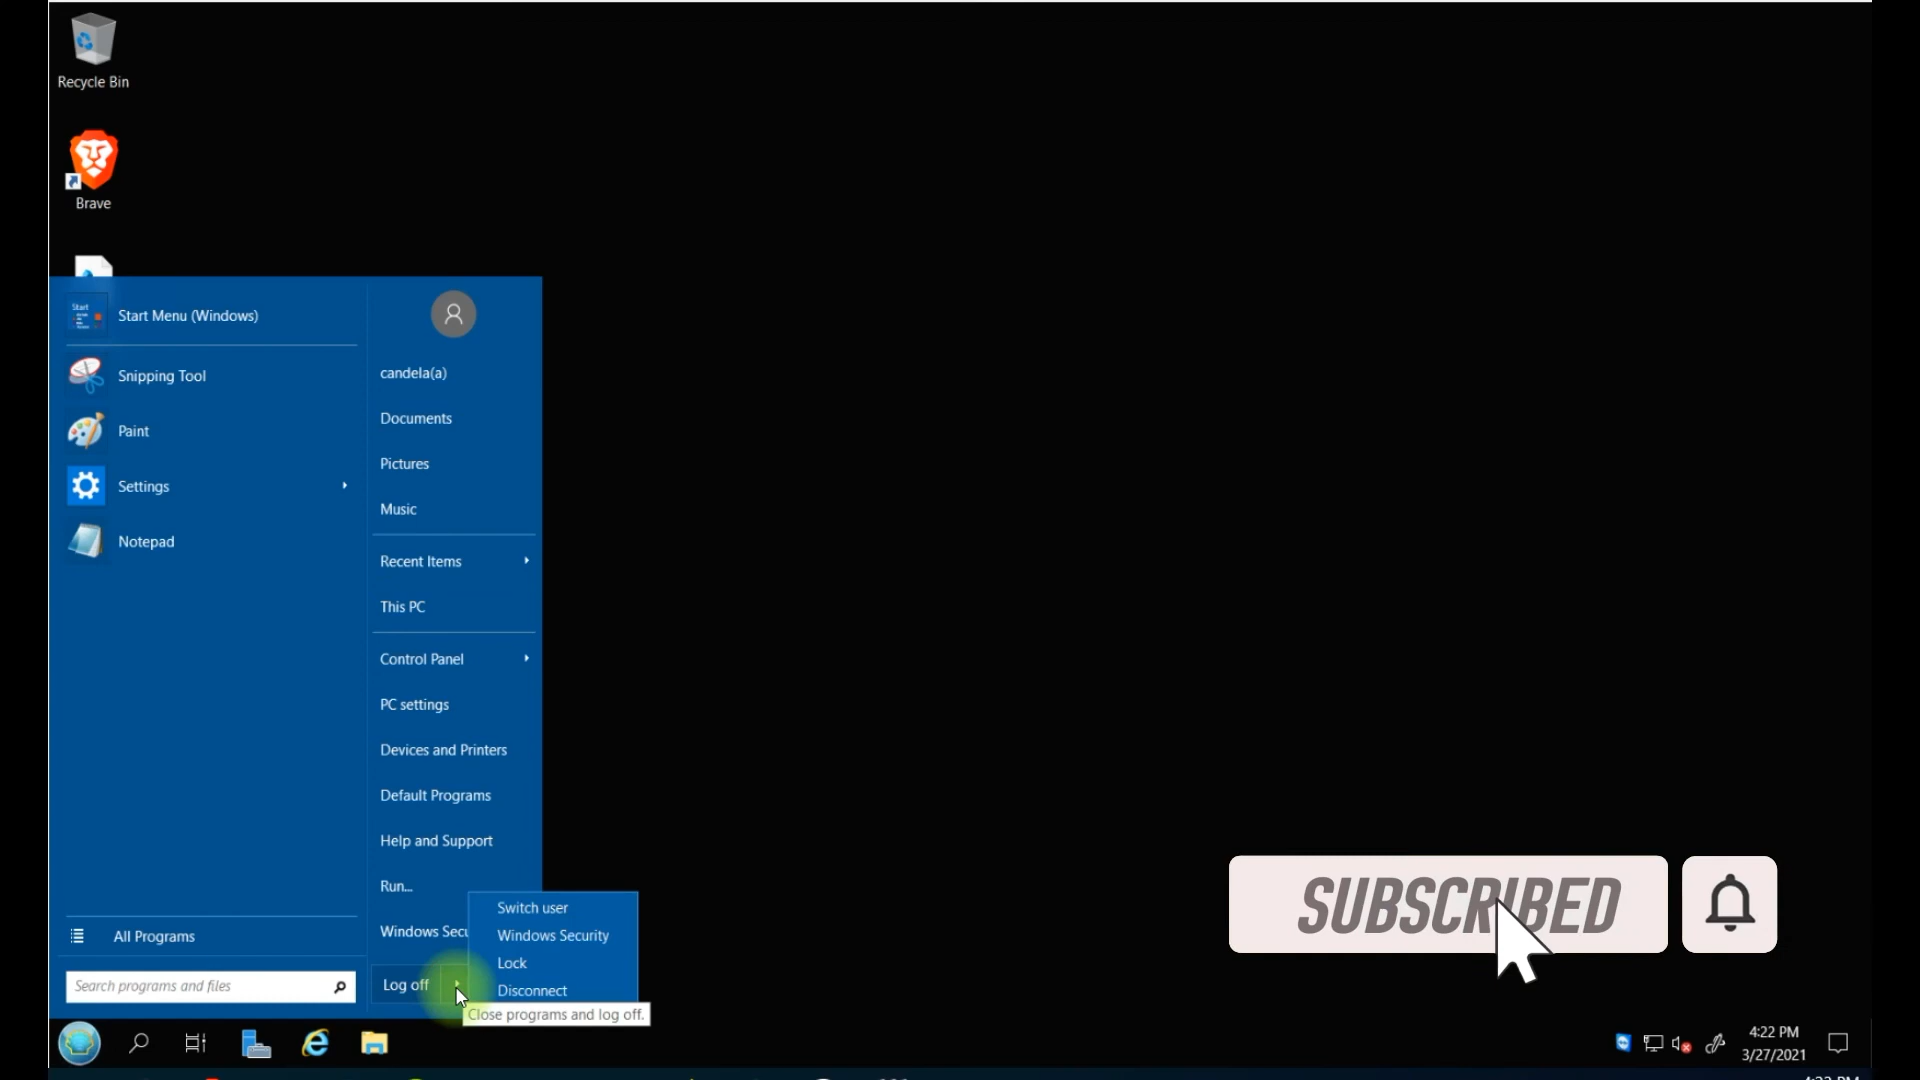 Recycle Bin
Brave
Start
Start Menu (Windows)
Snipping Tool
Paint
Settings
Notepad
All Programs
Search programs and files
candela(a)
Documents
Pictures
Music
Recent Items
This PC
Control Panel
PC settings
Devices and Printers
Default Programs
Help and Support
Run...
Windows Secu
Log off
Switch user
Windows Security
Lock
Disconnect
Close programs and log off.
SUBSCRIBED
4:22 PM
3/27/2021